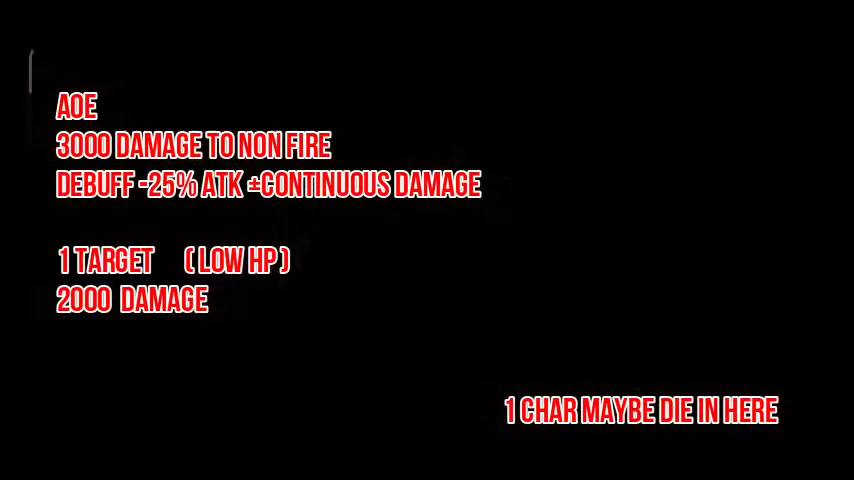 AOE
3000 DAMAGE TO NON FIRE
DEBUFF -25% ATK ±CONTINUOUS DAMAGE
1 TARGET ( LOW HP )
2000 DAMAGE
1 CHAR MAYBE DIE IN HERE